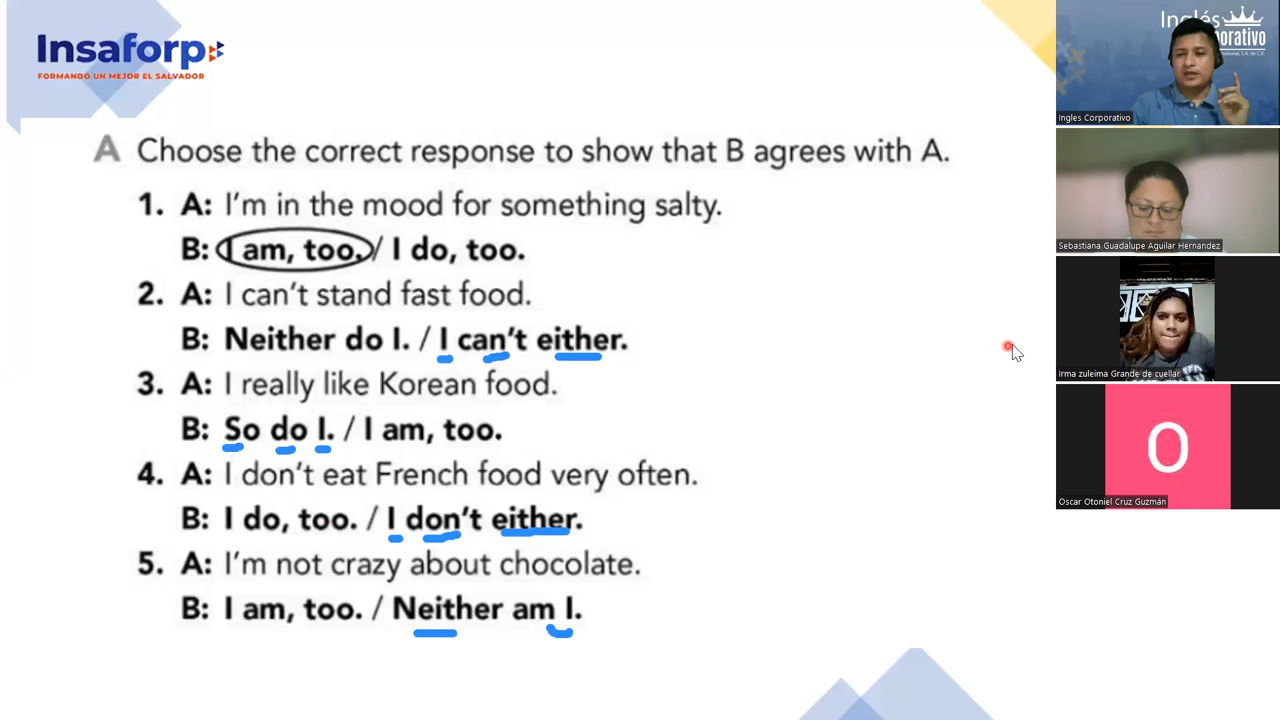 Insaforp
FORMANDO UN MEJOR EL SALVADOR
A Choose the correct response to show that B agrees with A.
1. A: I'm in the mood for something salty.
B: I am, too. / I do, too.
2. A: I can't stand fast food.
B: Neither do I. / I can't either.
3. A: I really like Korean food.
B: So do I. / I am, too.
4. A: I don't eat French food very often.
B: I do, too. / I don't either.
5. A: I'm not crazy about chocolate.
B: I am, too. / Neither am I.
Inglés
Ingles Corporativo
Sebastiana Guadalupe Aguilar Hernandez
Irma zuleima Grande de cuellar
O
Oscar Otoniel Cruz Guzmán